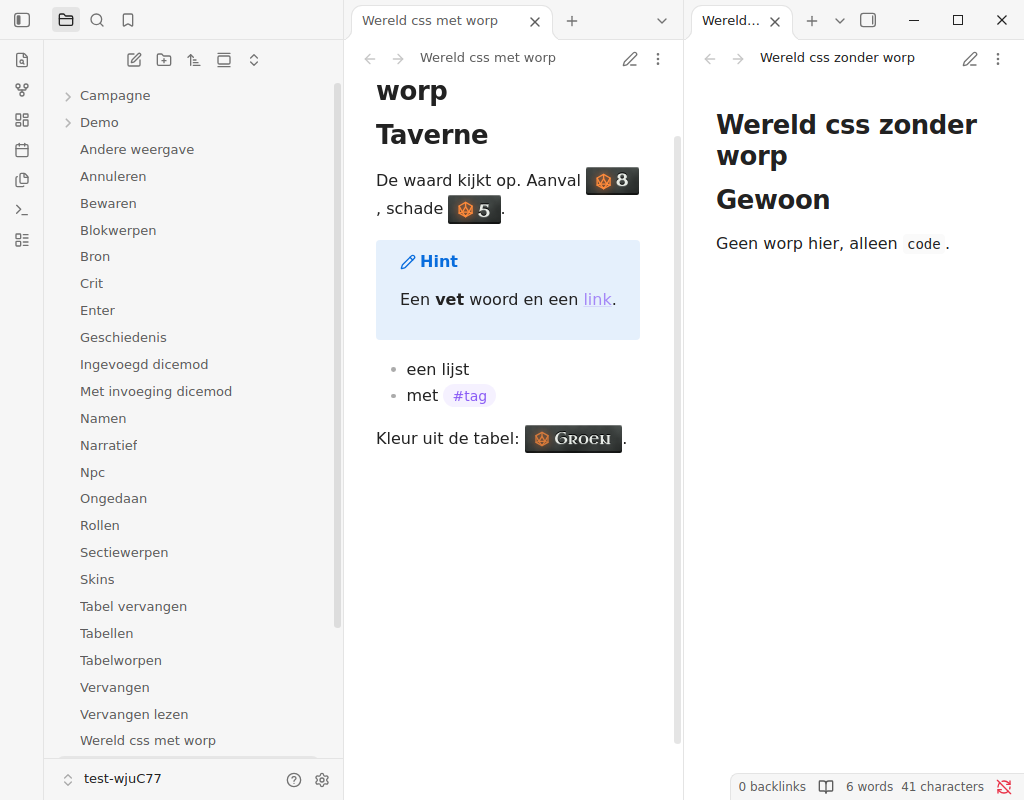 Wereld css met worp
Wereld...
Wereld css met worp
Wereld css zonder worp
Campagne
Demo
Andere weergave
Annuleren
Bewaren
Blokwerpen
Bron
Crit
Enter
Geschiedenis
Ingevoegd dicemod
Met invoeging dicemod
Namen
Narratief
Npc
Ongedaan
Rollen
Sectiewerpen
Skins
Tabel vervangen
Tabellen
Tabelworpen
Vervangen
Vervangen lezen
Wereld css met worp
test-wjuC77
worp
Taverne
De waard kijkt op. Aanval 8
, schade 5.
Hint
Een vet woord en een link.
een lijst
met #tag
Kleur uit de tabel: Groen.
Wereld css zonder
worp
Gewoon
Geen worp hier, alleen code.
0 backlinks 6 words 41 characters